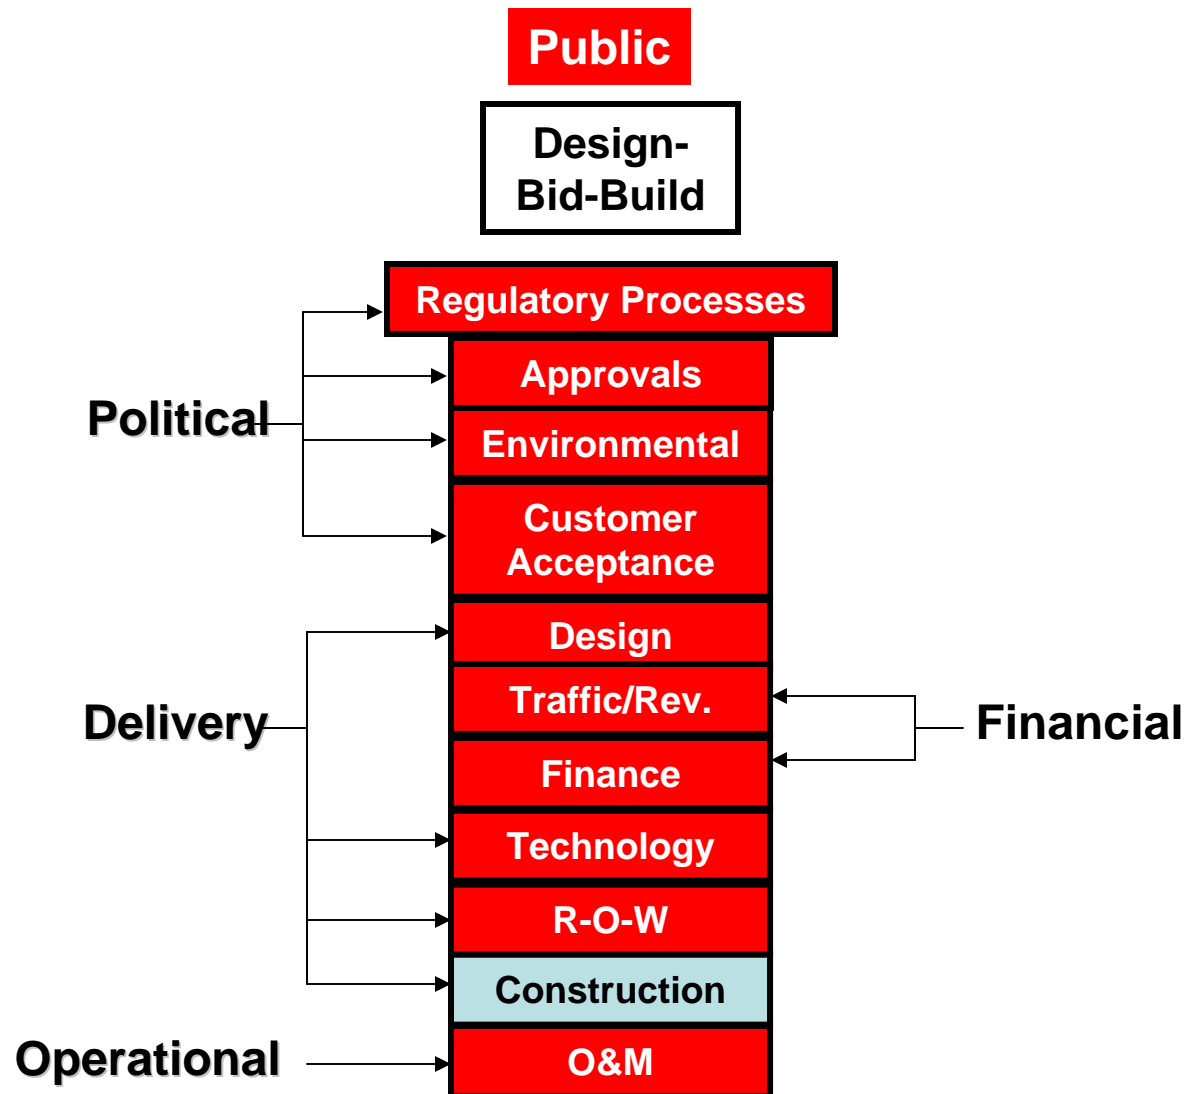 Public
Design-
Bid-Build
Regulatory Processes
Approvals
Political
Environmental
Customer
Acceptance
Design
Traffic/Rev.
Delivery
Financial
Finance
Technology
R-O-W
Construction
Operational
O&M